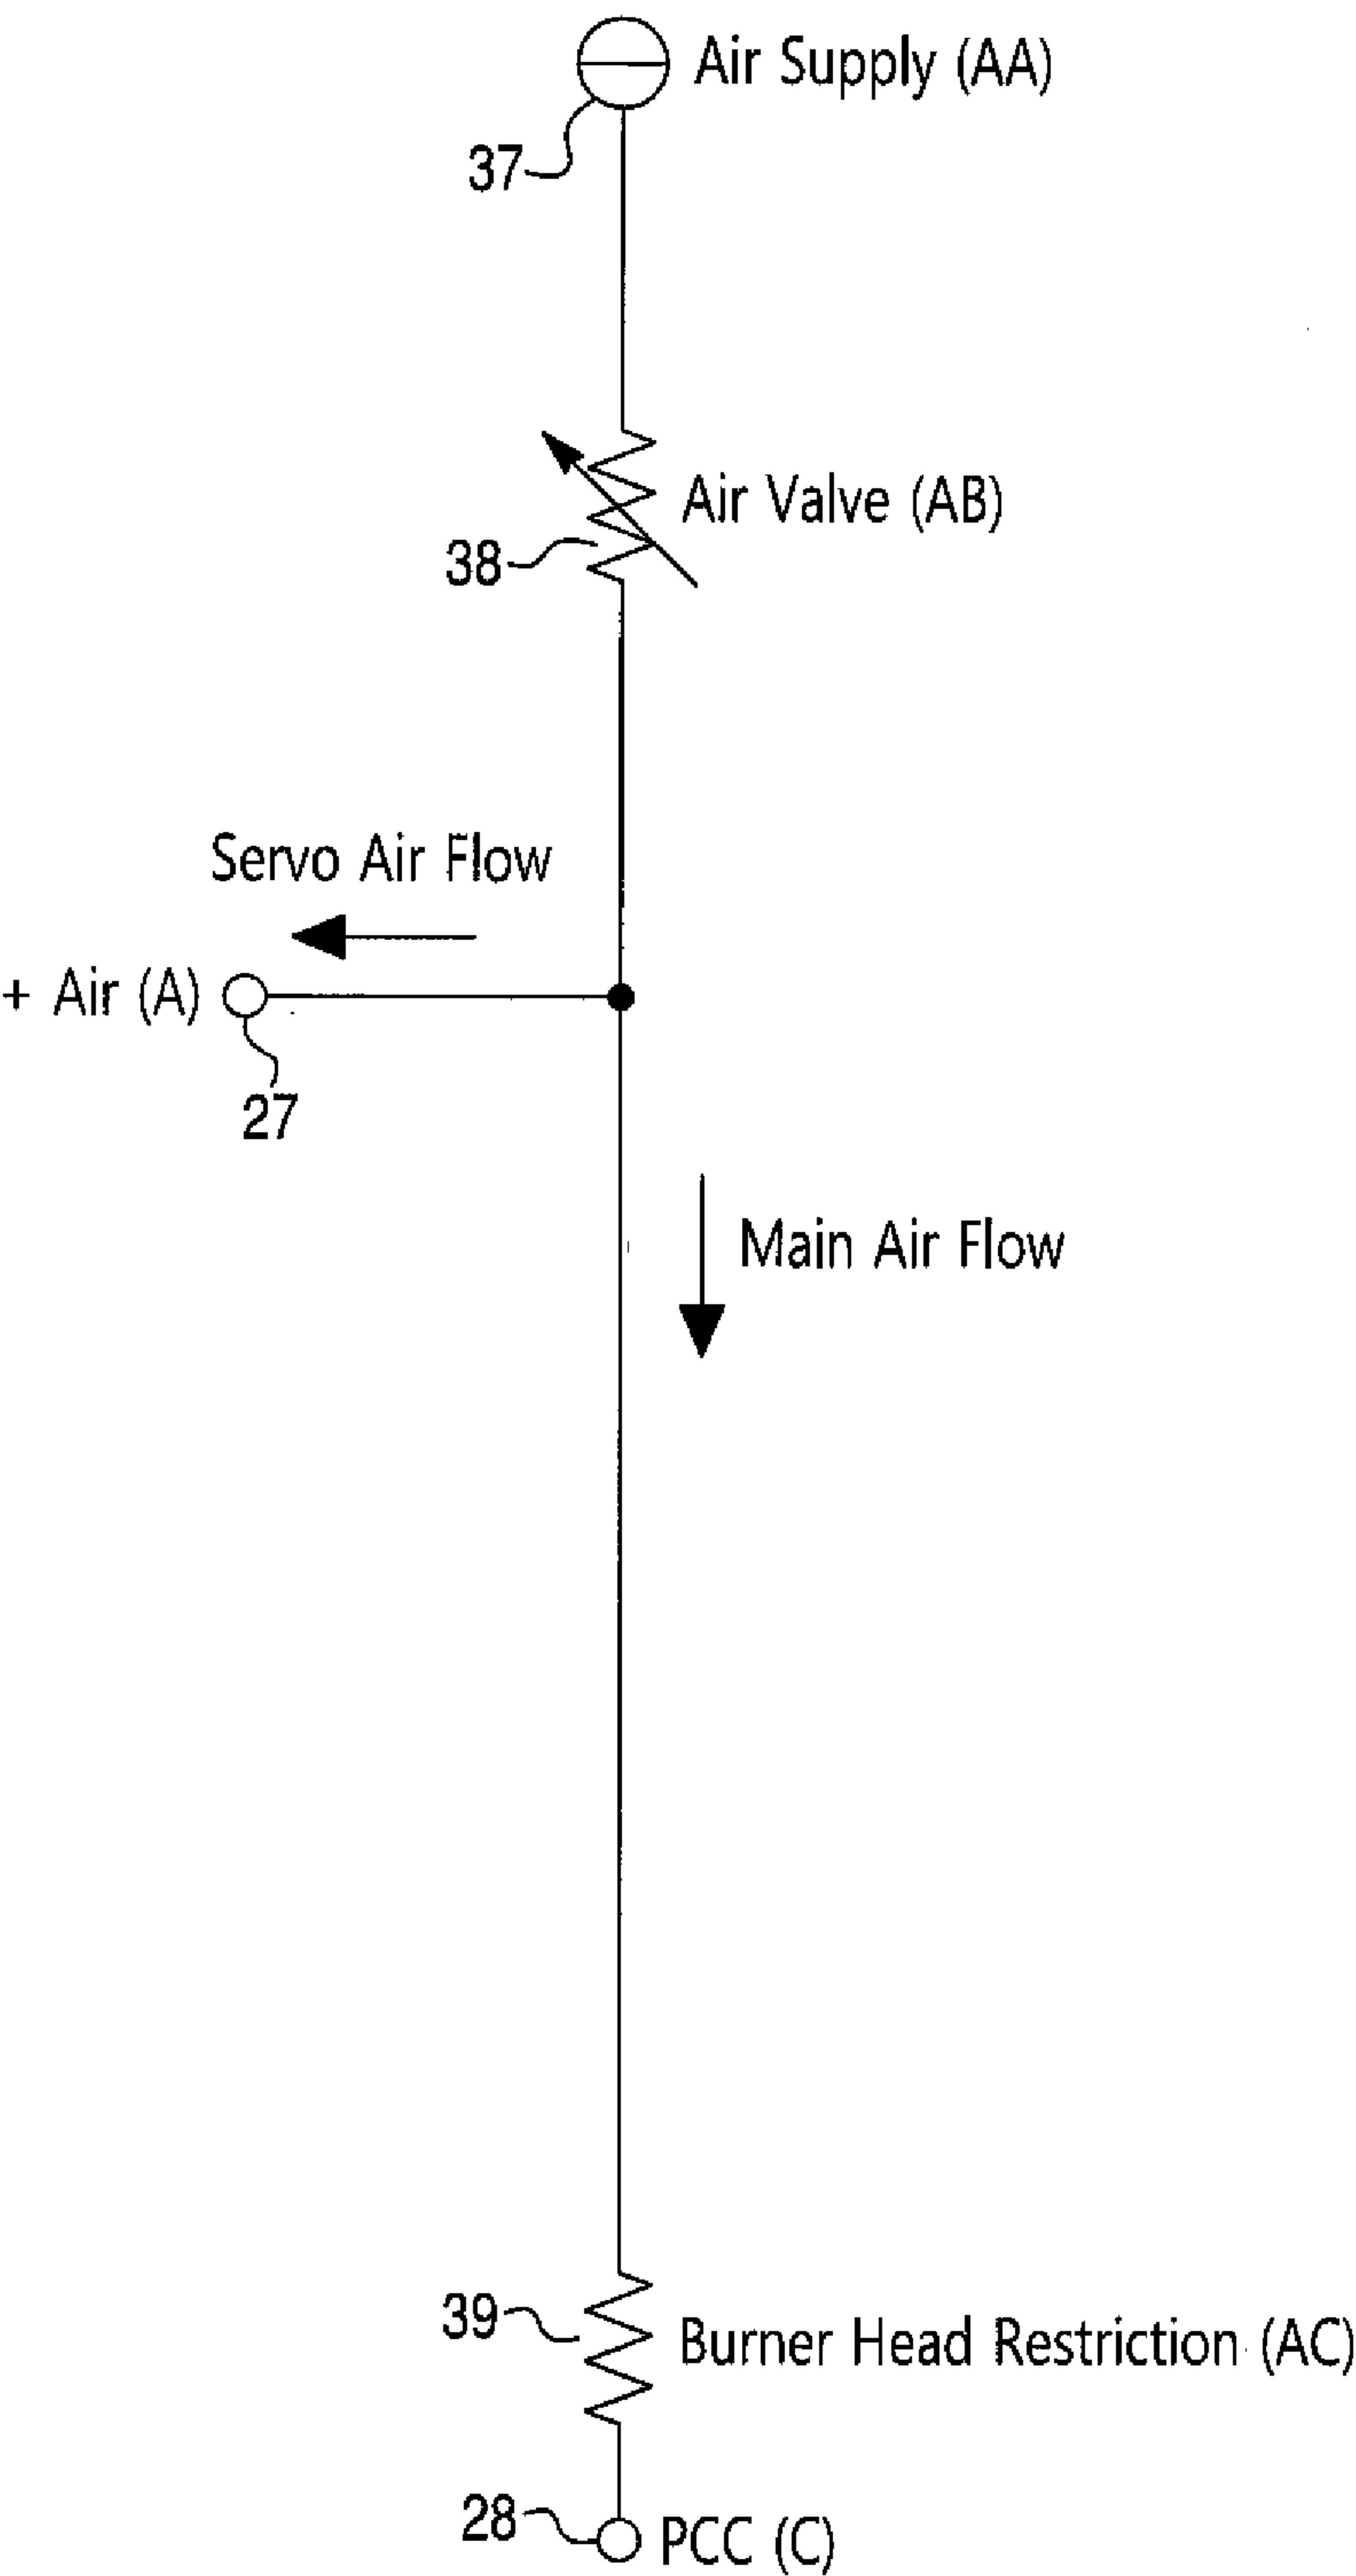 Air Supply (AA)
37
Air Valve (AB)
38
Servo Air Flow
+ Air (A)
27
Main Air Flow
39
Burner Head Restriction (AC)
28
PCC (C)